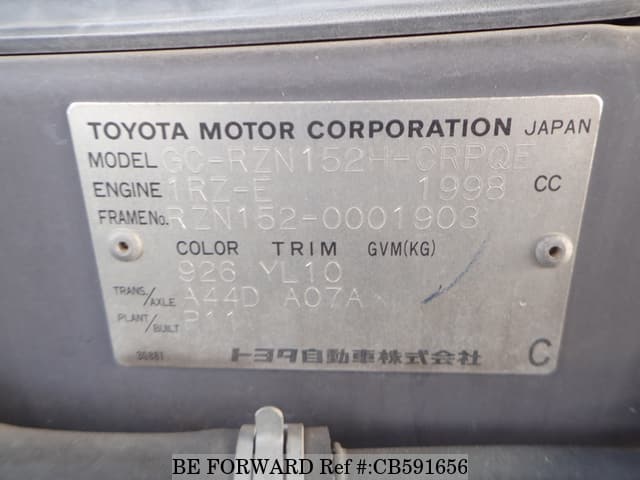 TOYOTA MOTOR CORPORATION JAPAN
MODEL GC-RZN152H-CRPQE
ENGINE 1RZ-E 1998 CC
FRAME No. RZN152-0001903
COLOR TRIM GVM(KG)
926 YL10
TRANS./AXLE A44D A07A
PLANT/BUILT P11
トヨタ自動車株式会社 C
36881
BE FORWARD Ref #:CB591656